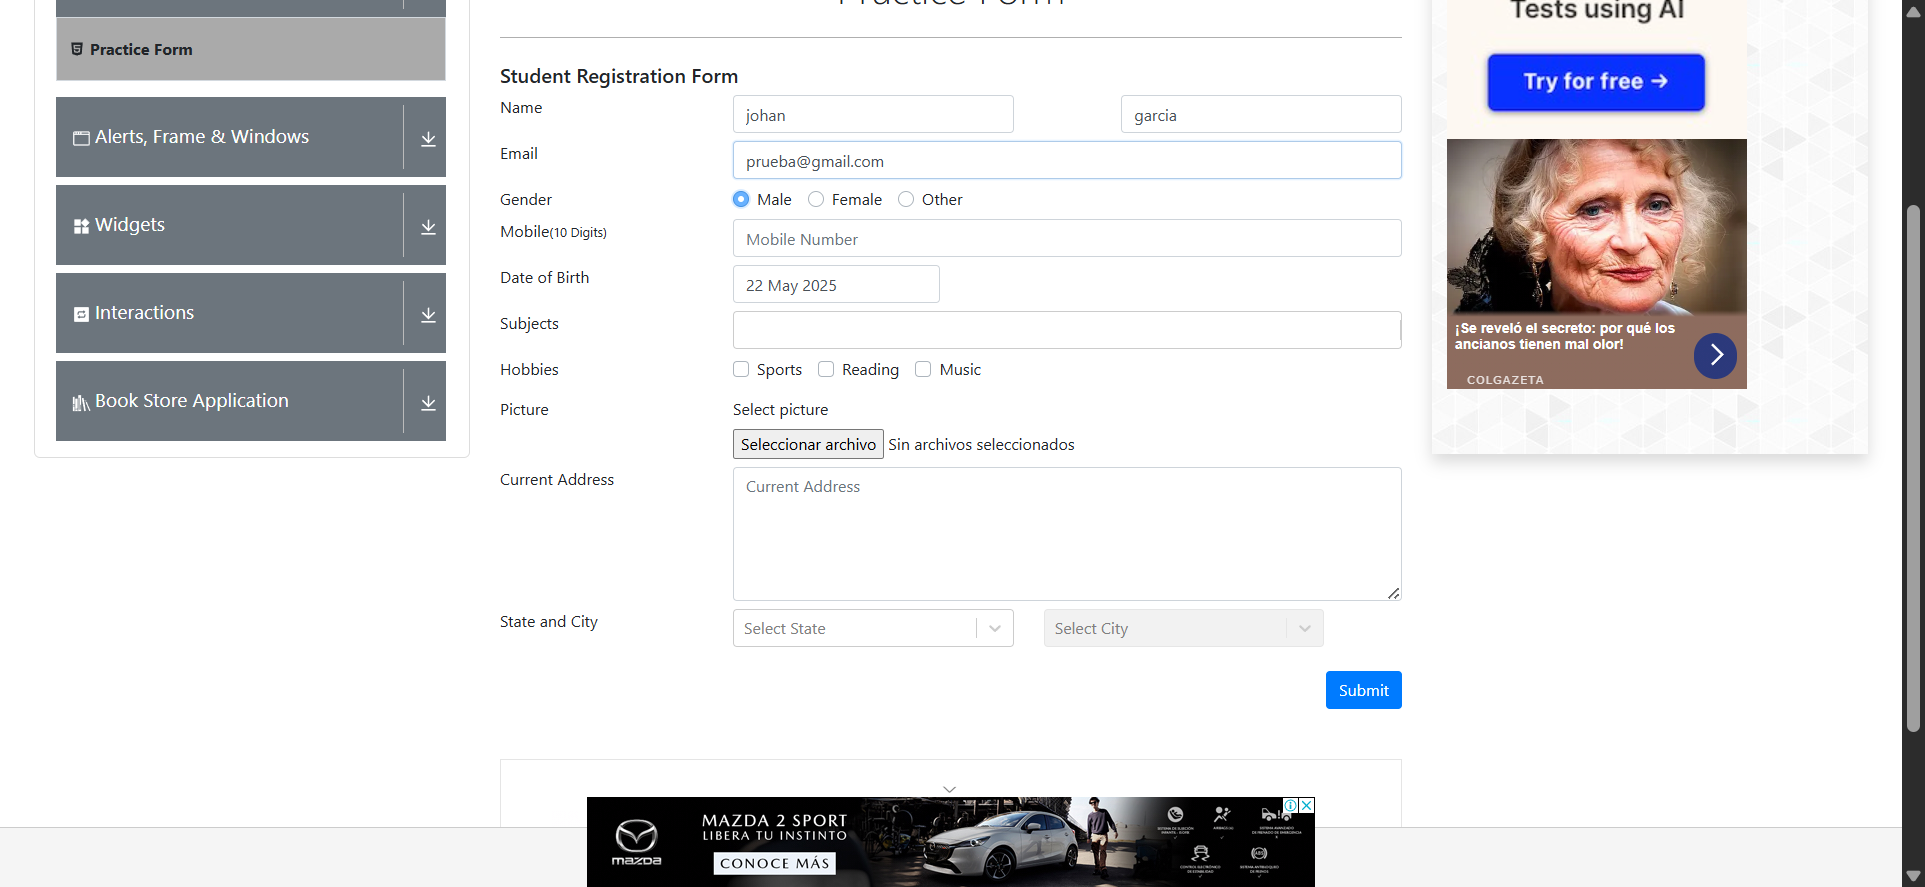 Practice Form
Practice Form
Alerts, Frame & Windows
Widgets
Interactions
Book Store Application
Student Registration Form
Name
johan
garcia
Email
prueba@gmail.com
Gender
Male
Female
Other
Mobile(10 Digits)
Mobile Number
Date of Birth
22 May 2025
Subjects
Hobbies
Sports
Reading
Music
Picture
Select picture
Seleccionar archivo
Sin archivos seleccionados
Current Address
Current Address
State and City
Select State
Select City
Submit
Tests using AI
Try for free →
¡Se reveló el secreto: por qué los
ancianos tienen mal olor!
COLGAZETA
mazda
MAZDA 2 SPORT
LIBERA TU INSTINTO
CONOCE MÁS